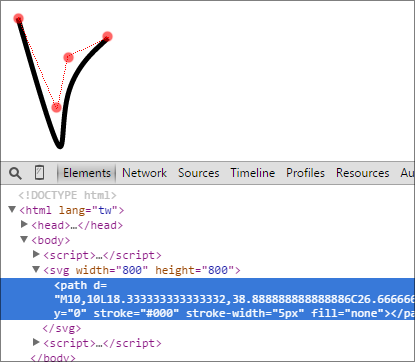 Elements Network Sources Timeline Profiles Resources Au
<!DOCTYPE html>
▼<html lang="tw">
▶<head>…</head>
▼<body>
▶<script>…</script>
▼<svg width="800" height="800">
<path d=
"M10,10L18.333333333333332,38.888888888888886C26.666666
y="0" stroke="#000" stroke-width="5px" fill="none"></pa
</svg>
▶<script>…</script>
</body>